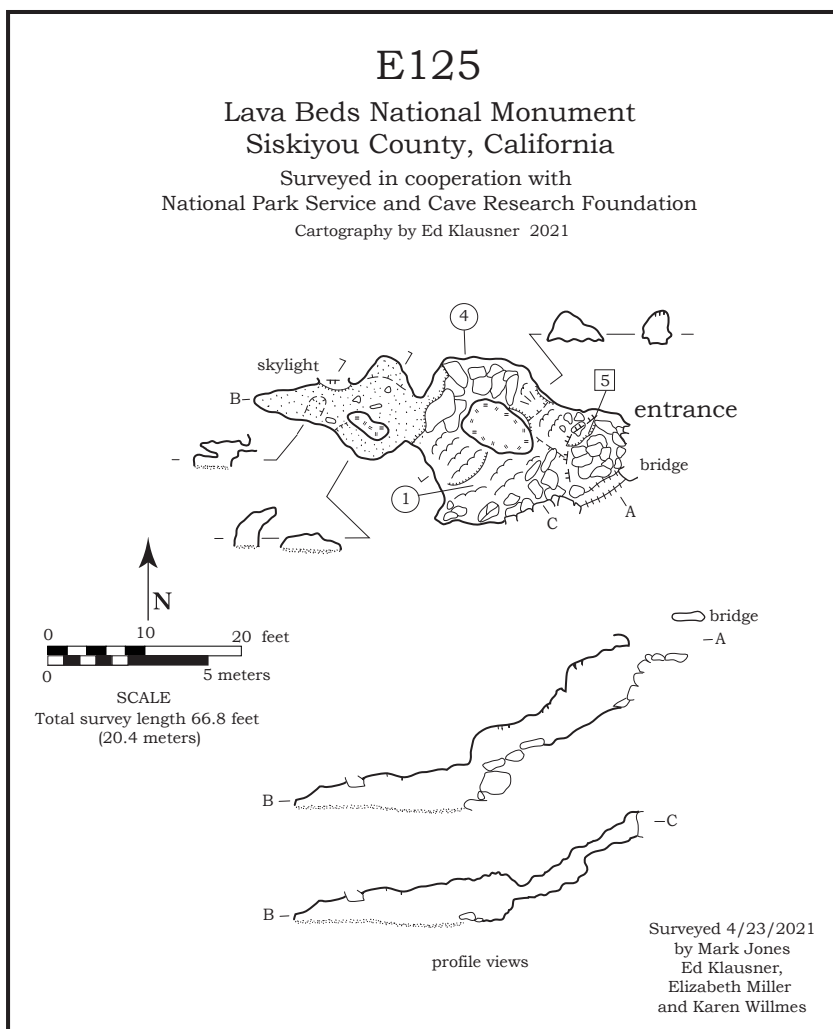 E125
Lava Beds National Monument
Siskiyou County, California
Surveyed in cooperation with
National Park Service and Cave Research Foundation
Cartography by Ed Klausner 2021
4
skylight
5
B
entrance
bridge
1
C
A
N
0 10 20 feet
0 5 meters
SCALE
Total survey length 66.8 feet
(20.4 meters)
bridge
A
B
C
B
profile views
Surveyed 4/23/2021
by Mark Jones
Ed Klausner,
Elizabeth Miller
and Karen Willmes